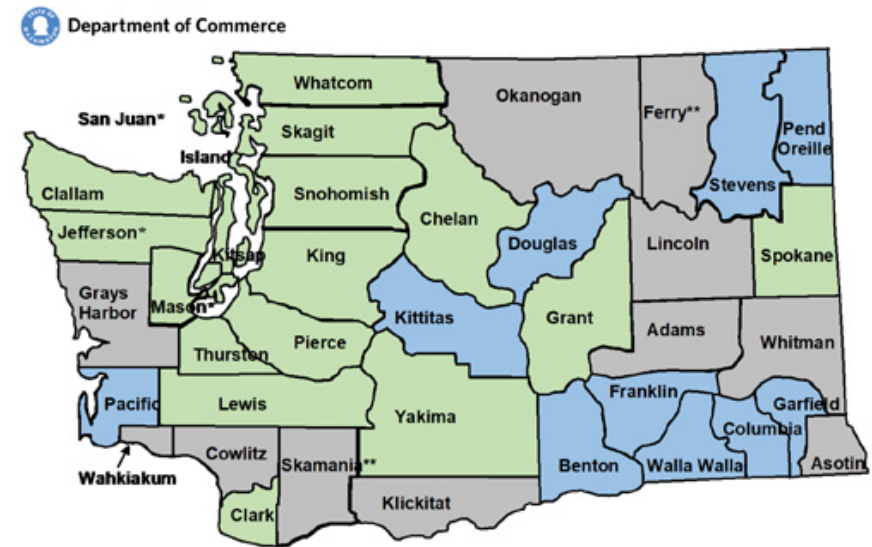 Department of Commerce
Whatcom
Okanogan
Ferry**
San Juan*
Skagit
Pend
Oreille
Island
Stevens
Clallam
Snohomish
Chelan
Jefferson*
Douglas
Lincoln
Kitsap
King
Spokane
Grays
Harbor
Mason*
Kittitas
Grant
Adams
Whitman
Thurston
Pierce
Franklin
Pacific
Lewis
Yakima
Garfield
Columbia
Cowlitz
Skamania**
Benton
Walla Walla
Asotin
Wahkiakum
Klickitat
Clark